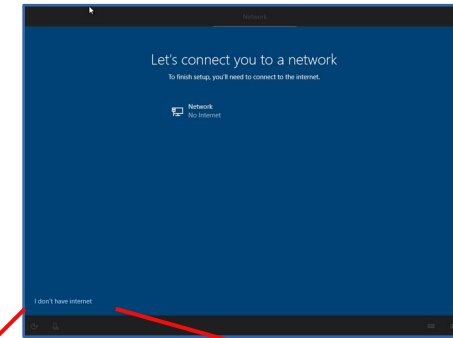 Network
Let's connect you to a network
To finish setup, you'll need to connect to the internet.
Network
No Internet
I don't have internet